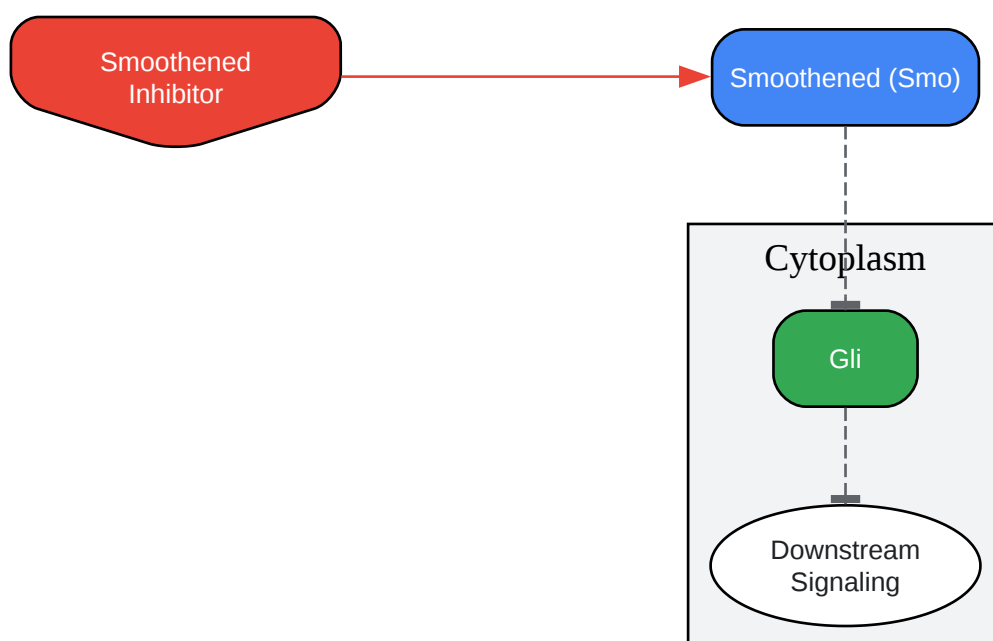 Smoothened
Inhibitor
Smoothened (Smo)
Cytoplasm
Gli
Downstream
Signaling